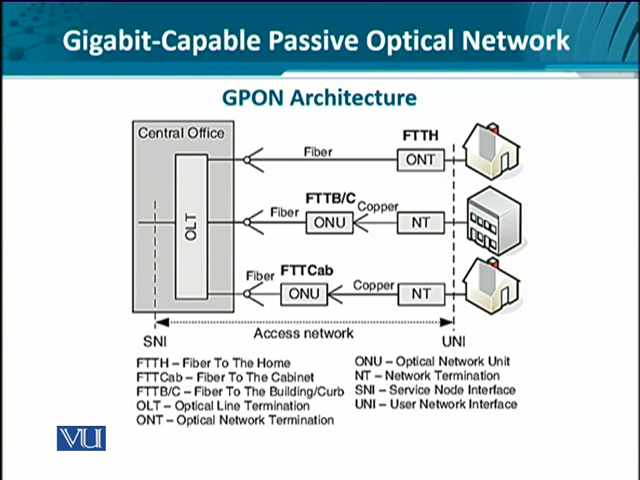 Gigabit-Capable Passive Optical Network
GPON Architecture
Central Office
FTTH
Fiber
ONT
OLT
FTTB/C
Fiber
ONU
Copper
NT
FTTCab
Fiber
ONU
Copper
NT
SNI
Access network
UNI
FTTH – Fiber To The Home
FTTCab – Fiber To The Cabinet
FTTB/C – Fiber To The Building/Curb
OLT – Optical Line Termination
ONT – Optical Network Termination
ONU – Optical Network Unit
NT – Network Termination
SNI – Service Node Interface
UNI – User Network Interface
VU